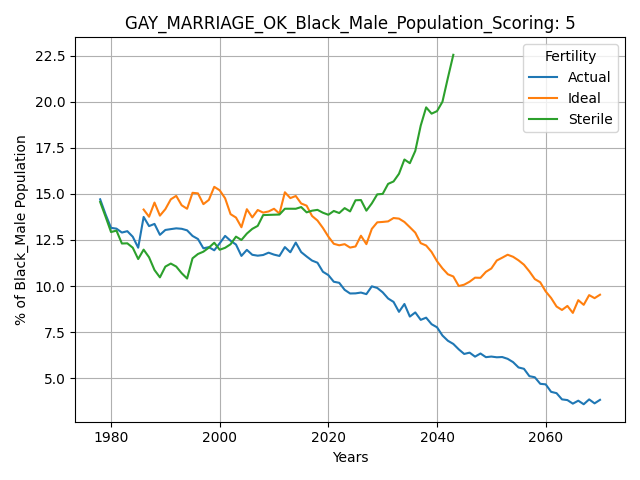 GAY_MARRIAGE_OK_Black_Male_Population_Scoring: 5
Fertility
Actual
Ideal
Sterile
22.5
20.0
17.5
15.0
12.5
10.0
7.5
5.0
% of Black_Male Population
1980
2000
2020
2040
2060
Years